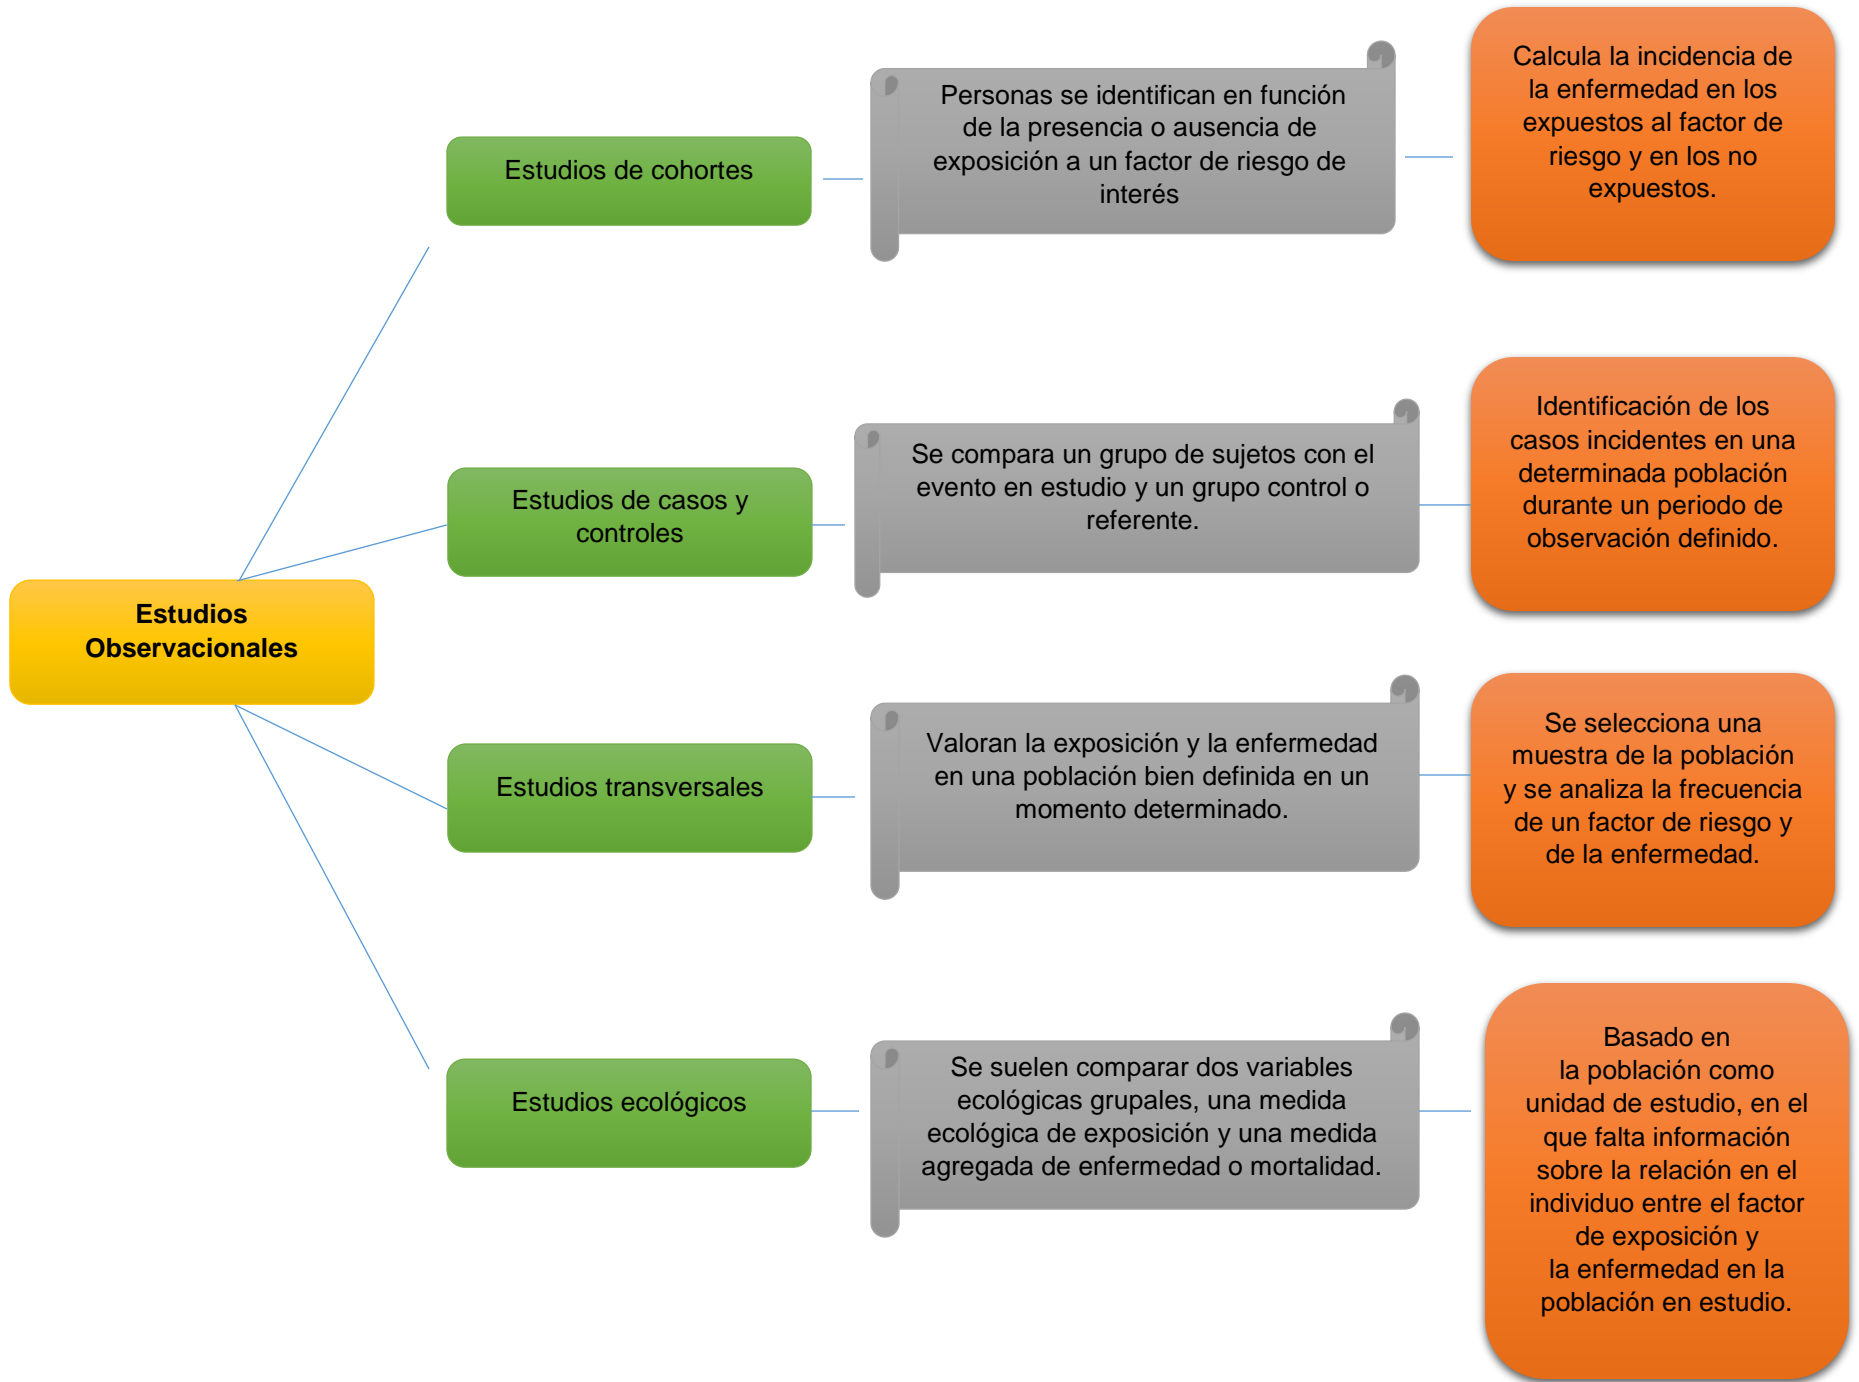 Estudios
Observacionales
Estudios de cohortes
Personas se identifican en función
de la presencia o ausencia de
exposición a un factor de riesgo de
interés
Calcula la incidencia de
la enfermedad en los
expuestos al factor de
riesgo y en los no
expuestos.
Estudios de casos y
controles
Se compara un grupo de sujetos con el
evento en estudio y un grupo control o
referente.
Identificación de los
casos incidentes en una
determinada población
durante un periodo de
observación definido.
Estudios transversales
Valoran la exposición y la enfermedad
en una población bien definida en un
momento determinado.
Se selecciona una
muestra de la población
y se analiza la frecuencia
de un factor de riesgo y
de la enfermedad.
Estudios ecológicos
Se suelen comparar dos variables
ecológicas grupales, una medida
ecológica de exposición y una medida
agregada de enfermedad o mortalidad.
Basado en
la población como
unidad de estudio, en el
que falta información
sobre la relación en el
individuo entre el factor
de exposición y
la enfermedad en la
población en estudio.